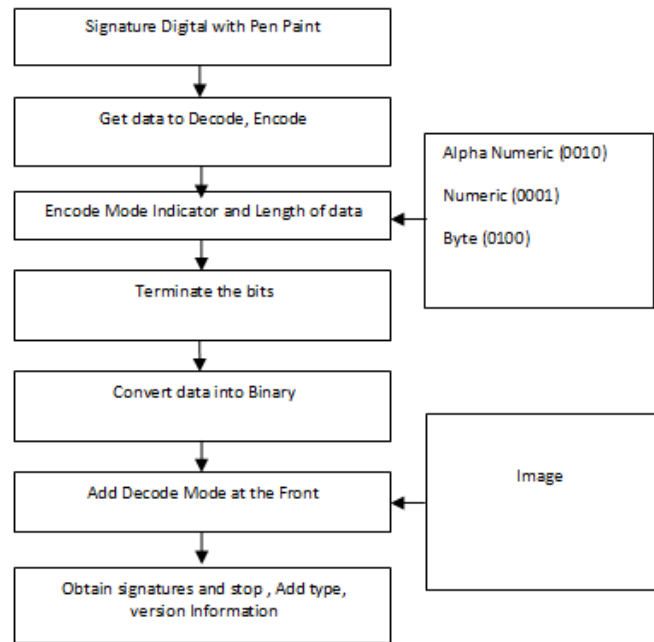 Signature Digital with Pen Paint
Get data to Decode, Encode
Alpha Numeric (0010)
Numeric (0001)
Byte (0100)
Encode Mode Indicator and Length of data
Terminate the bits
Convert data into Binary
Add Decode Mode at the Front
Image
Obtain signatures and stop , Add type,
version Information